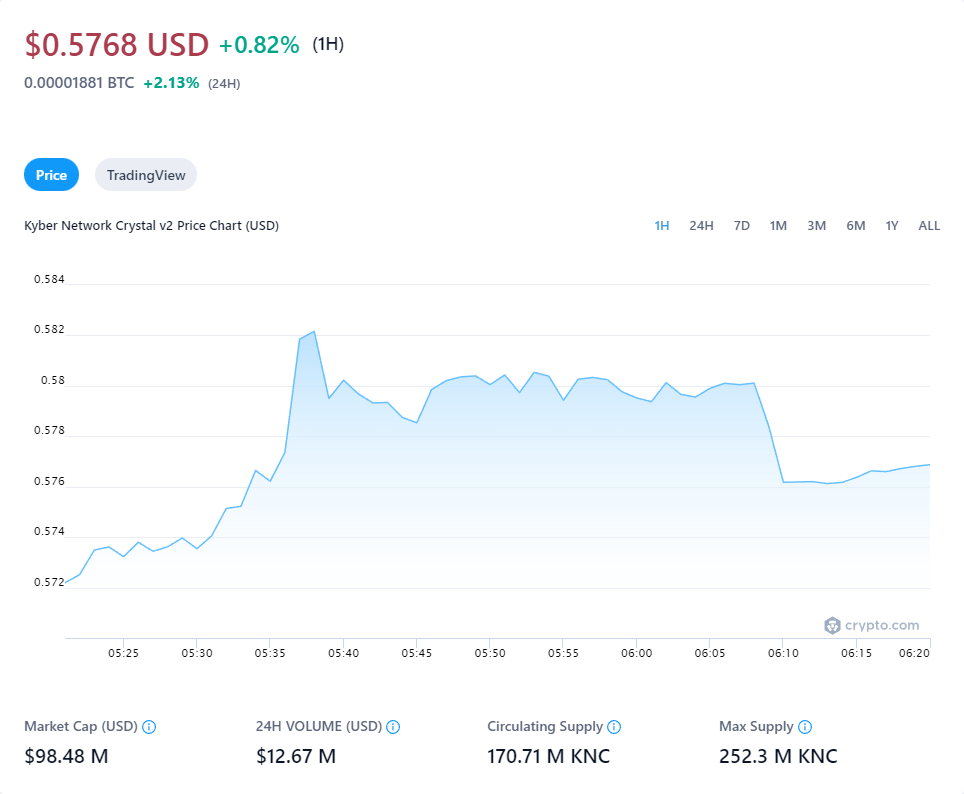 $0.5768 USD +0.82% (1H)
0.00001881 BTC +2.13% (24H)
Price TradingView
Kyber Network Crystal v2 Price Chart (USD) 1H 24H 7D 1M 3M 6M 1Y ALL
0.584
0.582
0.58
0.578
0.576
0.574
0.572
crypto.com
05:25 05:30 05:35 05:40 05:45 05:50 05:55 06:00 06:05 06:10 06:15 06:20
Market Cap (USD) 24H VOLUME (USD) Circulating Supply Max Supply
$98.48 M $12.67 M 170.71 M KNC 252.3 M KNC